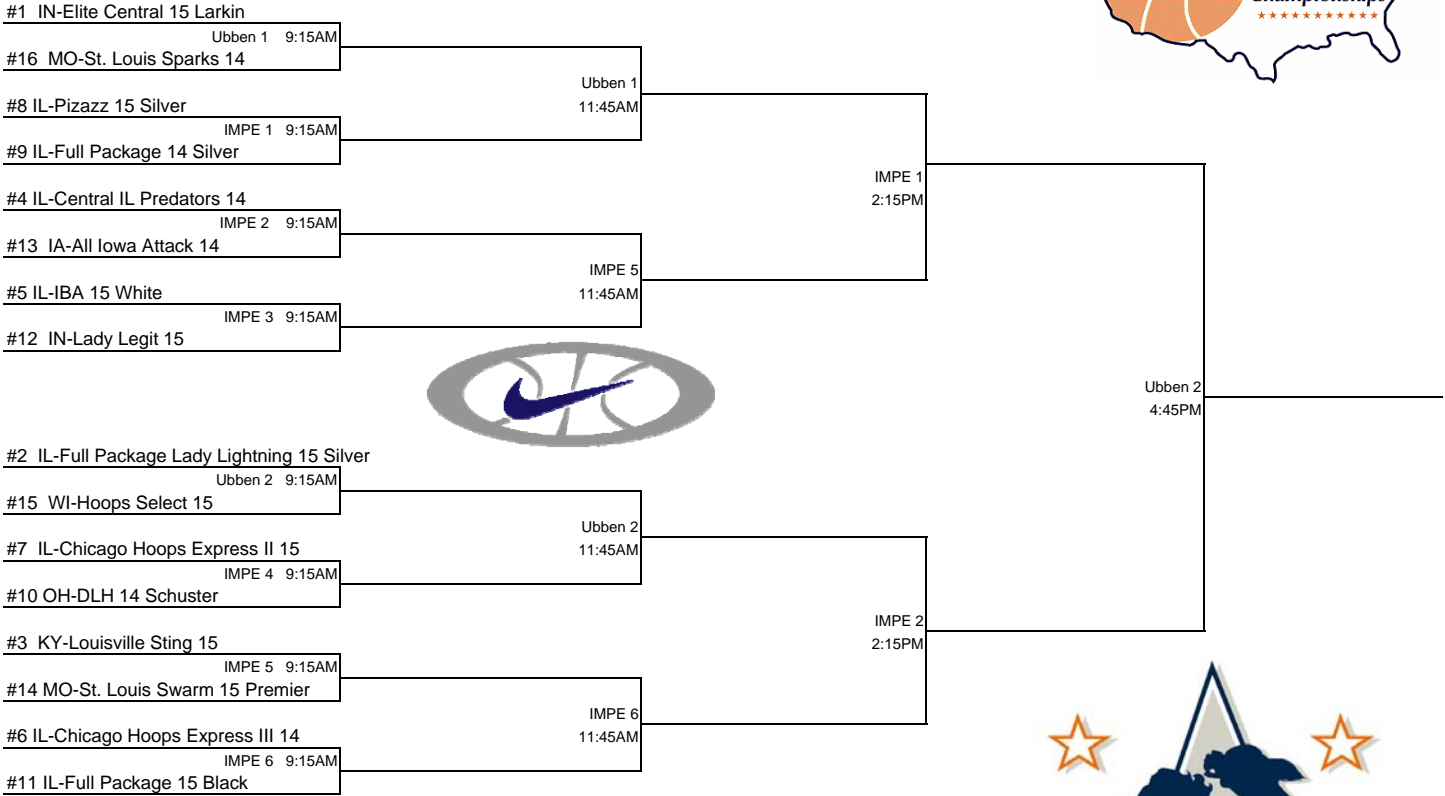 #1 IN-Elite Central 15 Larkin
Ubben 1 9:15AM
#16 MO-St. Louis Sparks 14
#8 IL-Pizazz 15 Silver
IMPE 1 9:15AM
#9 IL-Full Package 14 Silver
#4 IL-Central IL Predators 14
IMPE 2 9:15AM
#13 IA-All Iowa Attack 14
#5 IL-IBA 15 White
IMPE 3 9:15AM
#12 IN-Lady Legit 15
#2 IL-Full Package Lady Lightning 15 Silver
Ubben 2 9:15AM
#15 WI-Hoops Select 15
#7 IL-Chicago Hoops Express II 15
IMPE 4 9:15AM
#10 OH-DLH 14 Schuster
#3 KY-Louisville Sting 15
IMPE 5 9:15AM
#14 MO-St. Louis Swarm 15 Premier
#6 IL-Chicago Hoops Express III 14
IMPE 6 9:15AM
#11 IL-Full Package 15 Black
Ubben 1
11:45AM
IMPE 5
11:45AM
Ubben 2
11:45AM
IMPE 6
11:45AM
IMPE 1
2:15PM
IMPE 2
2:15PM
Ubben 2
4:45PM
Championships